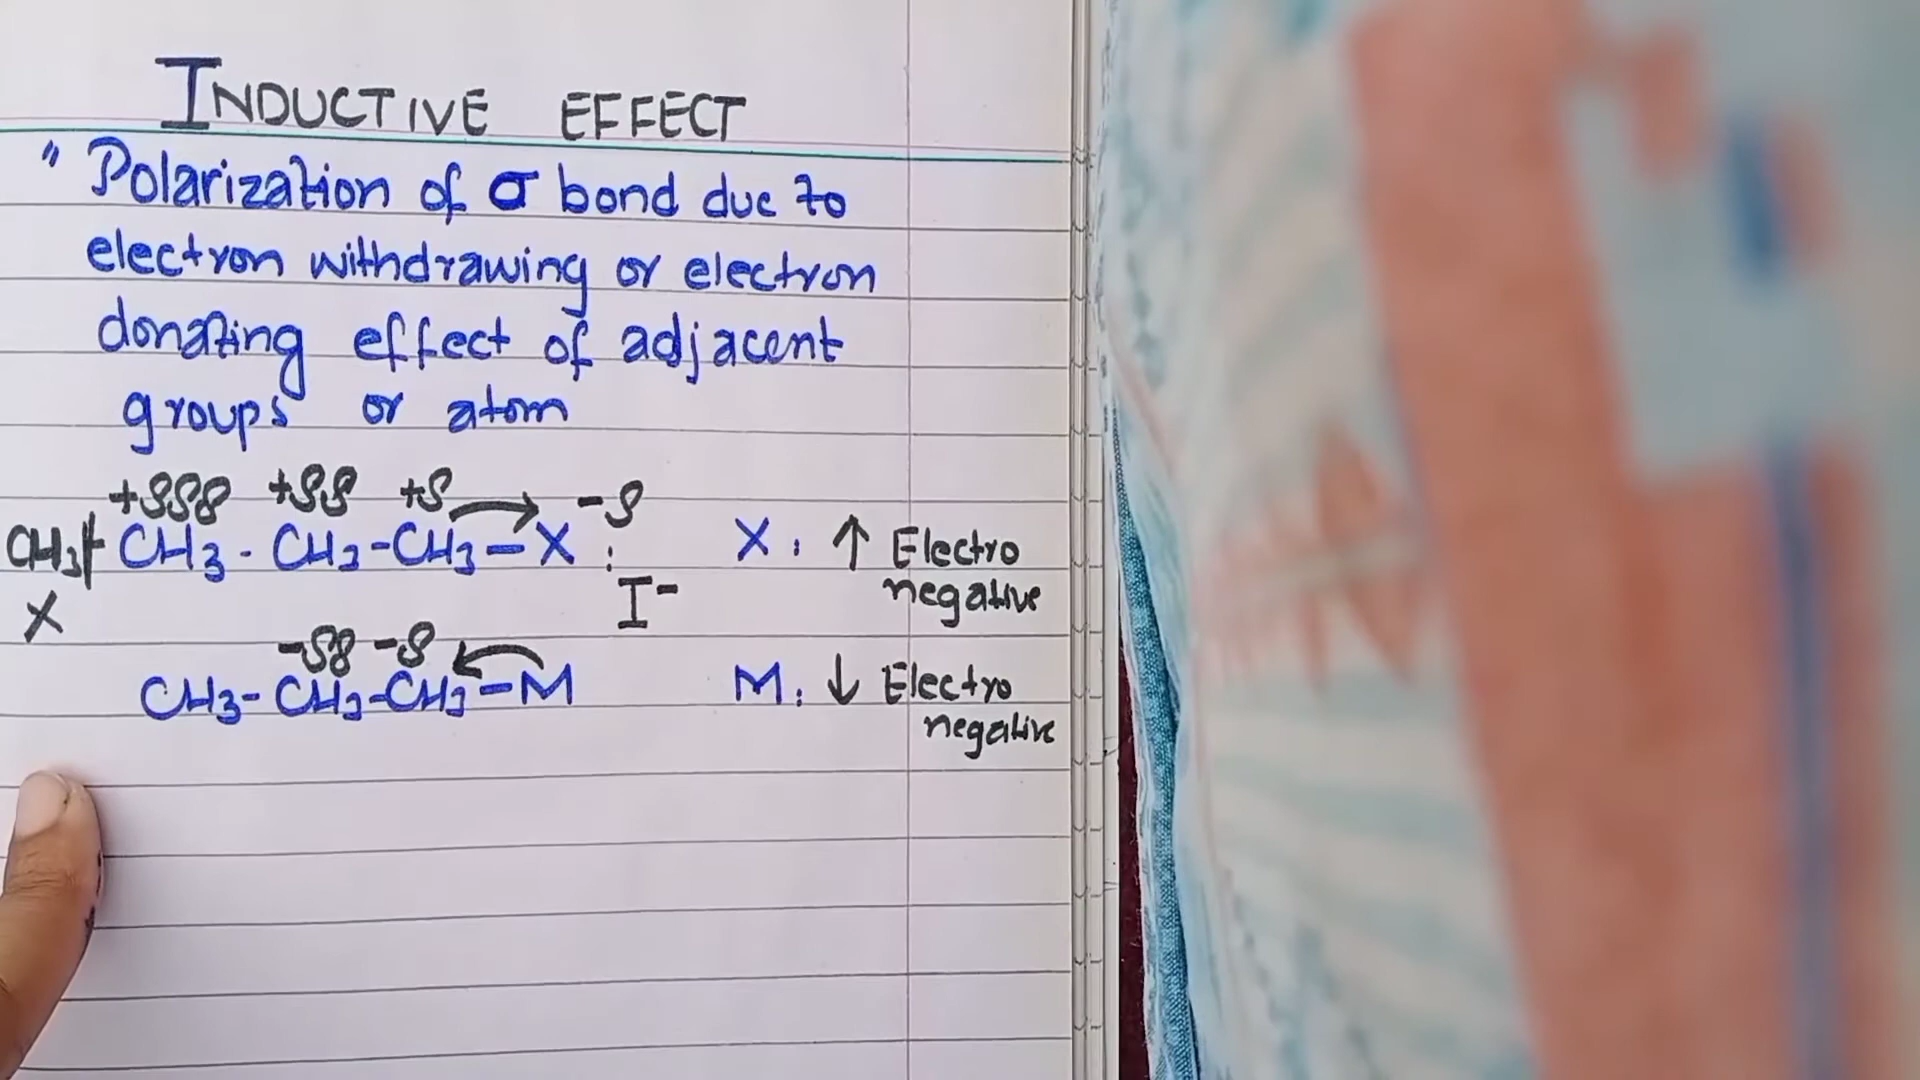 INDUCTIVE EFFECT
" Polarization of σ bond due to
electron withdrawing or electron
donating effect of adjacent
groups or atom
+δδδ +δδ +δ -δ
CH3 CH3 - CH2 - CH2 - X X : ↑ Electro
negative
X I-
-δδ -δ
CH3 - CH2 - CH2 - M M : ↓ Electro
negative